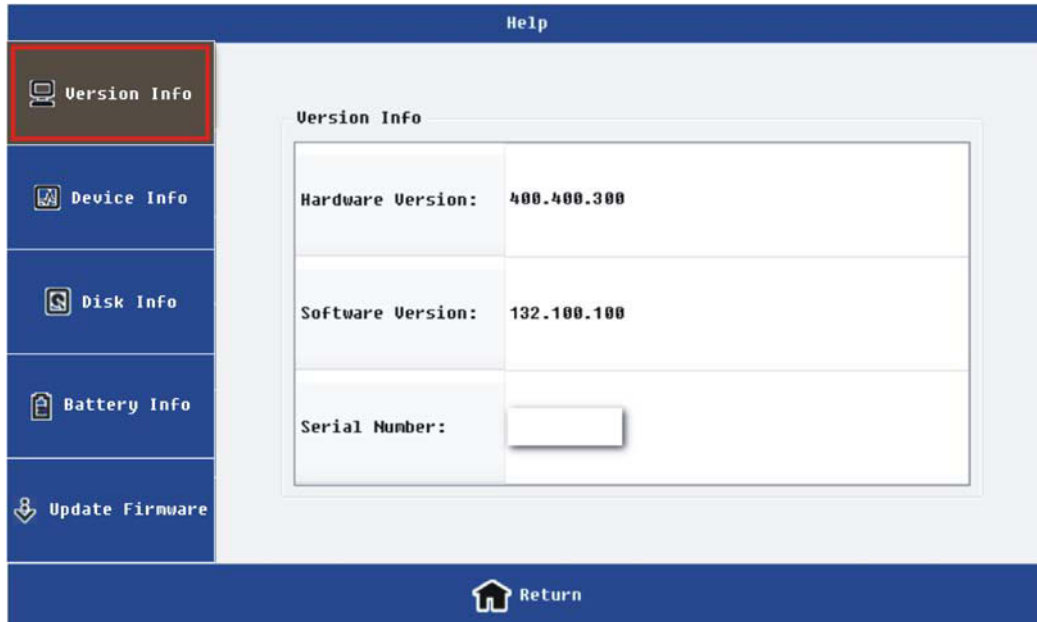 Help
Version Info
Device Info
Disk Info
Battery Info
Update Firmware
Version Info
Hardware Version: 400.400.300
Software Version: 132.100.100
Serial Number:
Return